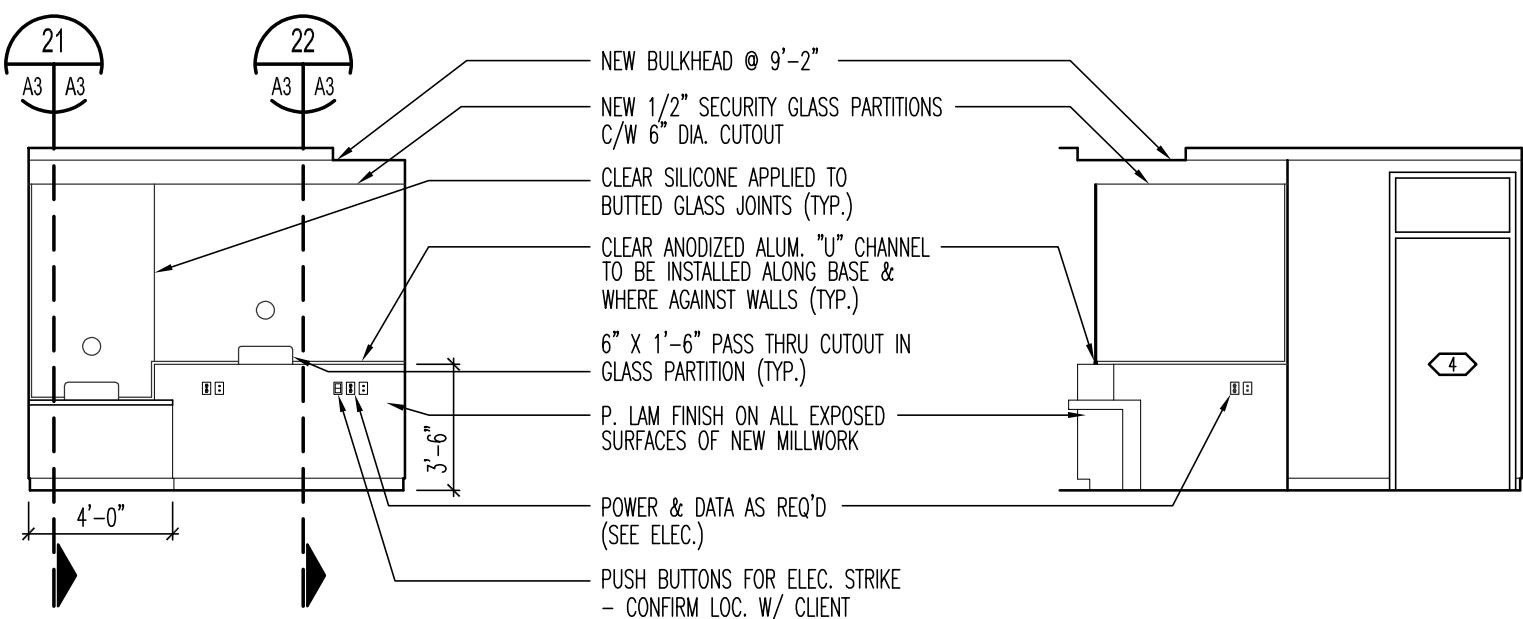 21
A3 A3
22
A3 A3
NEW BULKHEAD @ 9'-2"
NEW 1/2" SECURITY GLASS PARTITIONS
C/W 6" DIA. CUTOUT
CLEAR SILICONE APPLIED TO
BUTTED GLASS JOINTS (TYP.)
CLEAR ANODIZED ALUM. "U" CHANNEL
TO BE INSTALLED ALONG BASE &
WHERE AGAINST WALLS (TYP.)
6" X 1'-6" PASS THRU CUTOUT IN
GLASS PARTITION (TYP.)
P. LAM FINISH ON ALL EXPOSED
SURFACES OF NEW MILLWORK
POWER & DATA AS REQ'D
(SEE ELEC.)
PUSH BUTTONS FOR ELEC. STRIKE
- CONFIRM LOC. W/ CLIENT
3'-6"
4'-0"
4